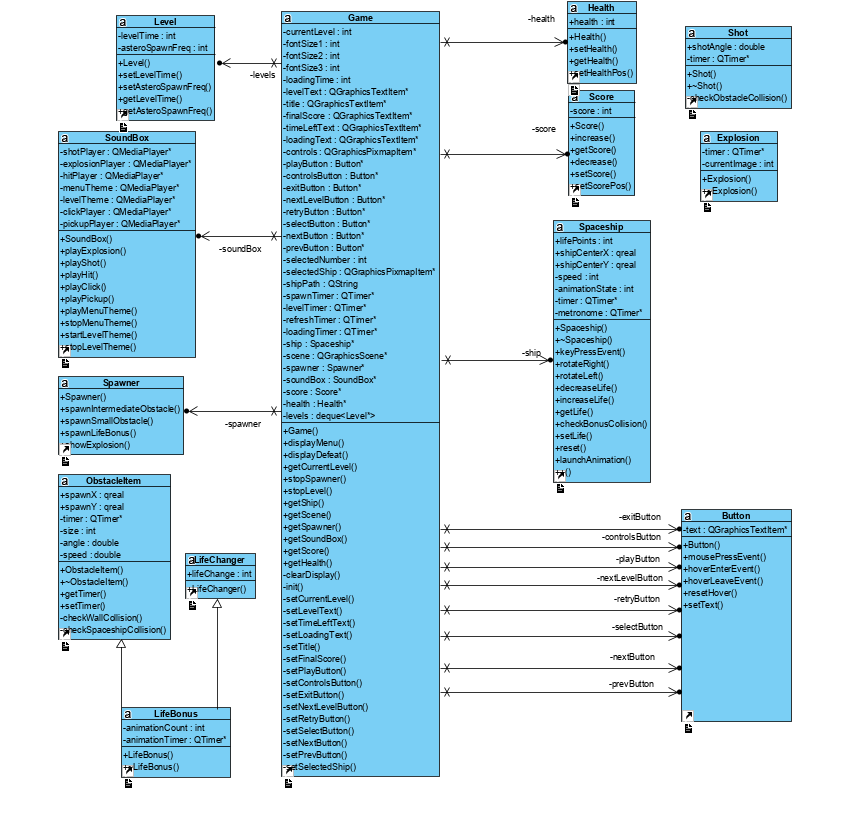 Level
-levelTime : int
-asteroSpawnFreq : int
+Level()
+setLevelTime()
+setAsteroSpawnFreq()
+getLevelTime()
+getAsteroSpawnFreq()
SoundBox
-shotPlayer : QMediaPlayer*
-explosionPlayer : QMediaPlayer*
-hitPlayer : QMediaPlayer*
-menuTheme : QMediaPlayer*
-levelTheme : QMediaPlayer*
-clickPlayer : QMediaPlayer*
-pickupPlayer : QMediaPlayer*
+SoundBox()
+playExplosion()
+playShot()
+playHit()
+playClick()
+playPickup()
+playMenuTheme()
+stopMenuTheme()
+startLevelTheme()
+stopLevelTheme()
Spawner
+Spawner()
+spawnIntermediateObstacle()
+spawnSmallObstacle()
+spawnLifeBonus()
+showExplosion()
ObstacleItem
+spawnX : qreal
+spawnY : qreal
-timer : QTimer*
-size : int
-angle : double
-speed : double
+ObstacleItem()
+~ObstacleItem()
+getTimer()
+setTimer()
-checkWallCollision()
-checkSpaceshipCollision()
LifeChanger
+lifeChange : int
+LifeChanger()
LifeBonus
-animationCount : int
-animationTimer : QTimer*
+LifeBonus()
+~LifeBonus()
-levels
-soundBox
-spawner
Game
-currentLevel : int
-fontSize1 : int
-fontSize2 : int
-fontSize3 : int
-loadingTime : int
-levelText : QGraphicsTextItem*
-title : QGraphicsTextItem*
-finalScore : QGraphicsTextItem*
-timeLeftText : QGraphicsTextItem*
-loadingText : QGraphicsTextItem*
-controls : QGraphicsPixmapItem*
-playButton : Button*
-controlsButton : Button*
-exitButton : Button*
-nextLevelButton : Button*
-retryButton : Button*
-selectButton : Button*
-nextButton : Button*
-prevButton : Button*
-selectedNumber : int
-selectedShip : QGraphicsPixmapItem*
-shipPath : QString
-spawnTimer : QTimer*
-levelTimer : QTimer*
-refreshTimer : QTimer*
-loadingTimer : QTimer*
-ship : Spaceship*
-scene : QGraphicsScene*
-spawner : Spawner*
-soundBox : SoundBox*
-score : Score*
-health : Health*
-levels : deque<Level*>
+Game()
+displayMenu()
+displayDefeat()
+getCurrentLevel()
+stopSpawner()
+stopLevel()
+getShip()
+getScene()
+getSpawner()
+getSoundBox()
+getScore()
+getHealth()
-clearDisplay()
-init()
-setCurrentLevel()
-setLevelText()
-setTimeLeftText()
-setLoadingText()
-setTitle()
-setFinalScore()
-setPlayButton()
-setControlsButton()
-setExitButton()
-setNextLevelButton()
-setRetryButton()
-setSelectButton()
-setNextButton()
-setPrevButton()
-setSelectedShip()
-health
-score
-ship
-exitButton
-controlsButton
-playButton
-nextLevelButton
-retryButton
-selectButton
-nextButton
-prevButton
Health
+health : int
+Health()
+setHealth()
+getHealth()
+setHealthPos()
Score
-score : int
+Score()
+increase()
+getScore()
+decrease()
+setScore()
+setScorePos()
Spaceship
+lifePoints : int
+shipCenterX : qreal
+shipCenterY : qreal
-speed : int
-animationState : int
-timer : QTimer*
-metronome : QTimer*
+Spaceship()
+~Spaceship()
+keyPressEvent()
+rotateRight()
+rotateLeft()
+decreaseLife()
+increaseLife()
+getLife()
+checkBonusCollision()
+setLife()
+reset()
+launchAnimation()
Shot
+shotAngle : double
-timer : QTimer*
+Shot()
+~Shot()
-checkObstacleCollision()
Explosion
-timer : QTimer*
-currentImage : int
+Explosion()
+~Explosion()
Button
-text : QGraphicsTextItem*
+Button()
+mousePressEvent()
+hoverEnterEvent()
+hoverLeaveEvent()
+resetHover()
+setText()